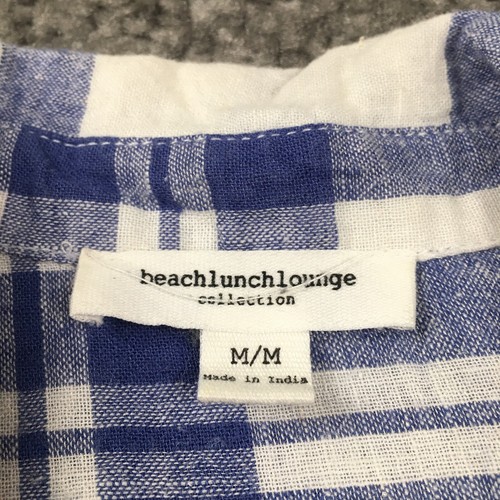 beachlunchlounge
collection
M/M
Made in India